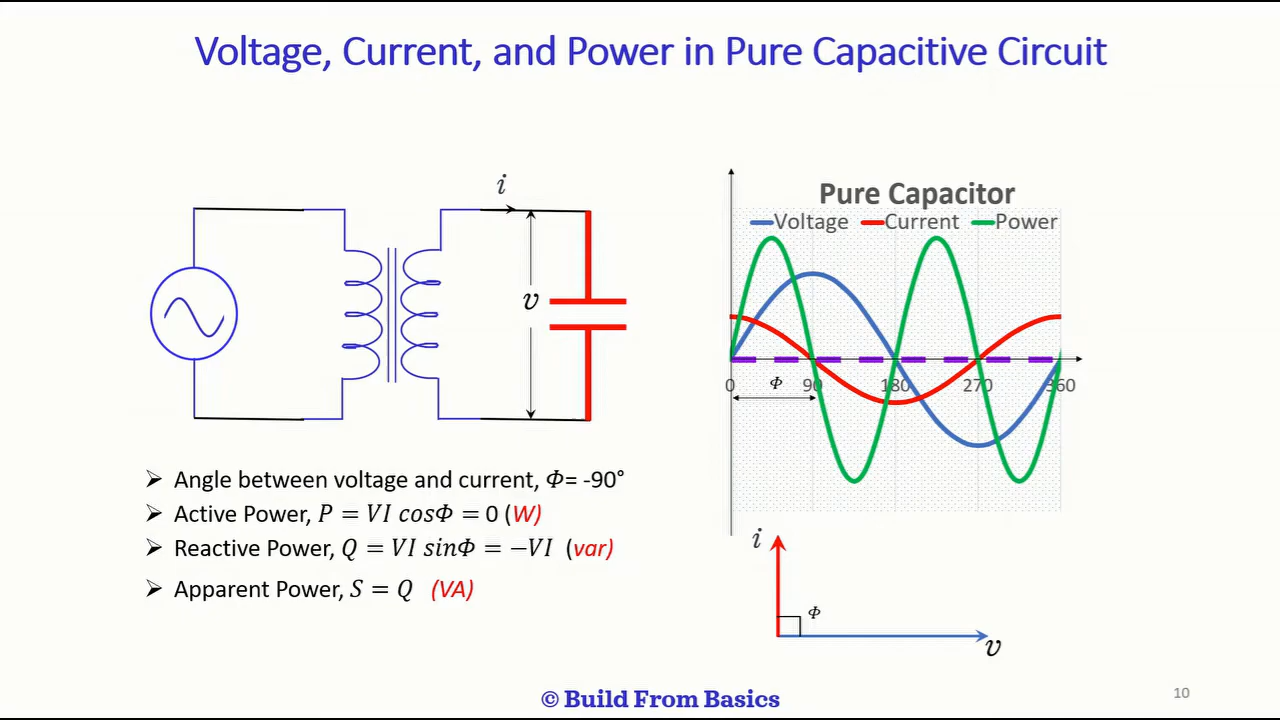 Voltage, Current, and Power in Pure Capacitive Circuit
i
v
Pure Capacitor
Voltage Current Power
0 90 180 270 360
Φ
➢ Angle between voltage and current, Φ= -90°
➢ Active Power, P = VI cosΦ = 0 (W)
➢ Reactive Power, Q = VI sinΦ = −VI (var)
➢ Apparent Power, S = Q (VA)
i
Φ
v
© Build From Basics
10